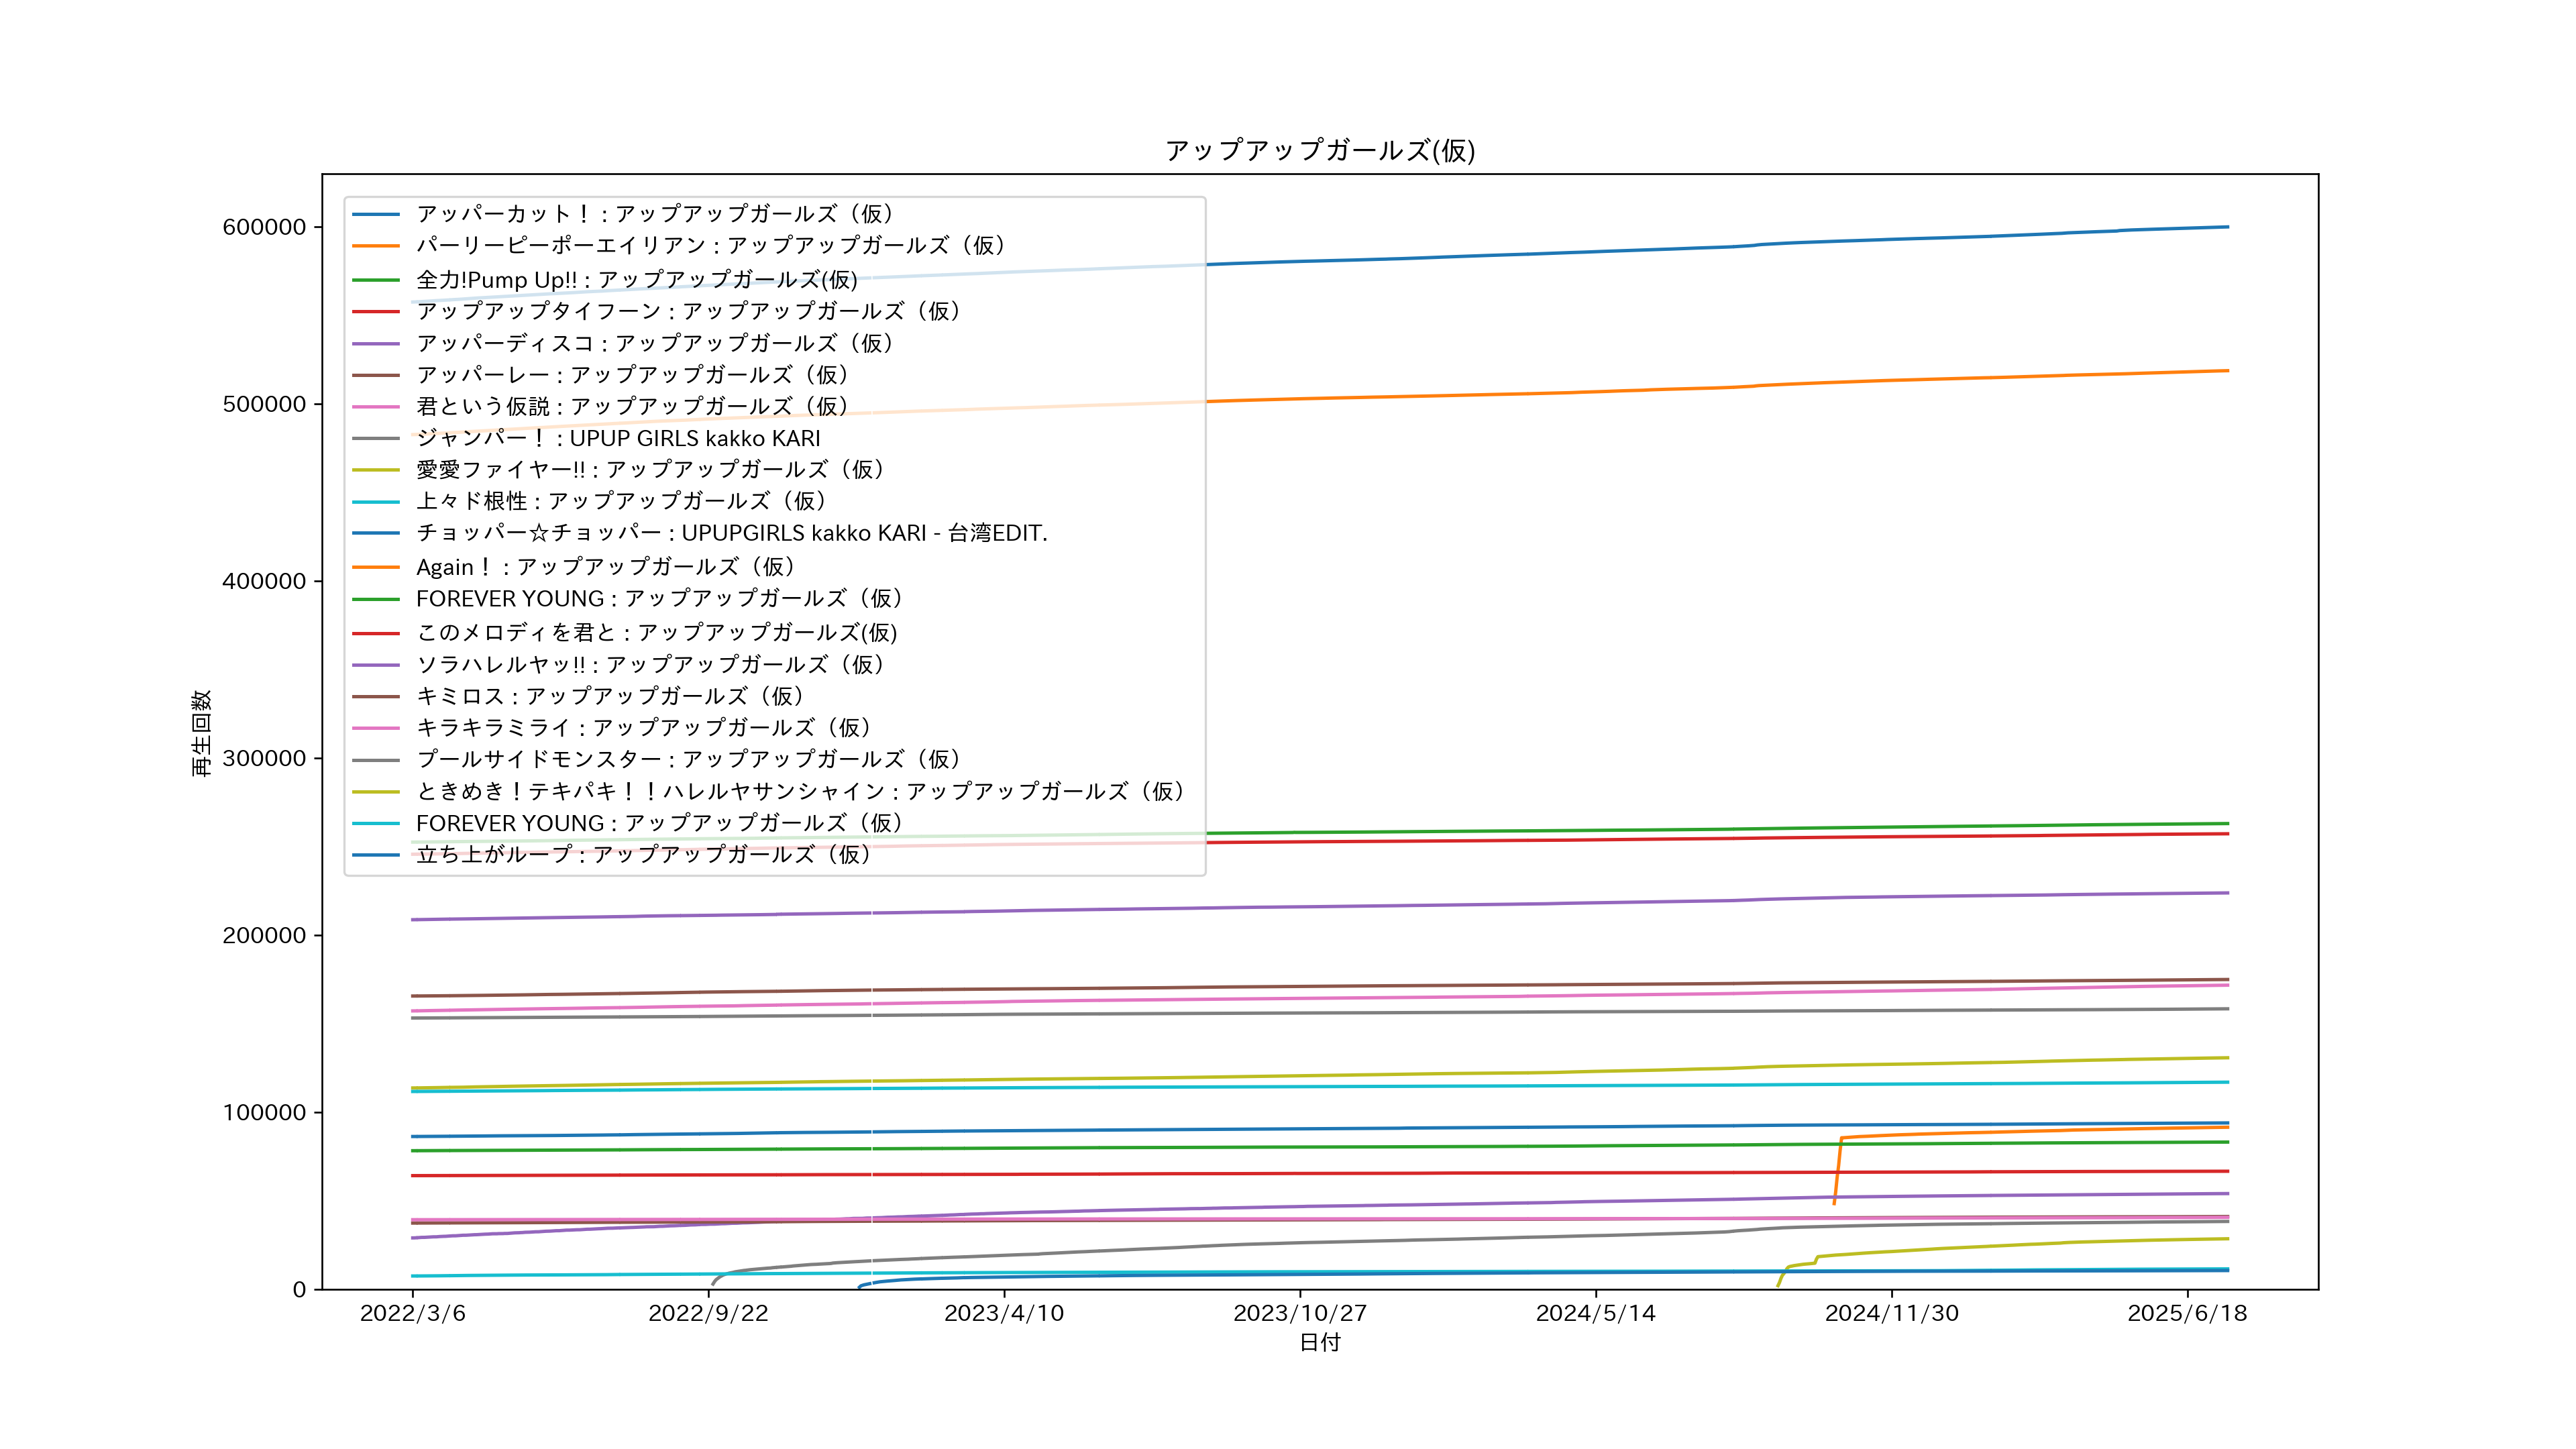 アップアップガールズ(仮)
600000
500000
400000
300000
200000
100000
0
再生回数
アッパーカット！ : アップアップガールズ（仮）
パーリーピーポーエイリアン : アップアップガールズ（仮）
全力!Pump Up!! : アップアップガールズ(仮)
アップアップタイフーン : アップアップガールズ（仮）
アッパーディスコ : アップアップガールズ（仮）
アッパーレー : アップアップガールズ（仮）
君という仮説 : アップアップガールズ（仮）
ジャンパー！ : UPUP GIRLS kakko KARI
愛愛ファイヤー!! : アップアップガールズ（仮）
上々ド根性 : アップアップガールズ（仮）
チョッパー☆チョッパー : UPUPGIRLS kakko KARI - 台湾EDIT.
Again！ : アップアップガールズ（仮）
FOREVER YOUNG : アップアップガールズ（仮）
このメロディを君と : アップアップガールズ(仮)
ソラハレルヤッ!! : アップアップガールズ（仮）
キミロス : アップアップガールズ（仮）
キラキラミライ : アップアップガールズ（仮）
プールサイドモンスター : アップアップガールズ（仮）
ときめき！テキパキ！！ハレルヤサンシャイン : アップアップガールズ（仮）
FOREVER YOUNG : アップアップガールズ（仮）
立ち上がループ : アップアップガールズ（仮）
2022/3/6
2022/9/22
2023/4/10
2023/10/27
2024/5/14
2024/11/30
2025/6/18
日付